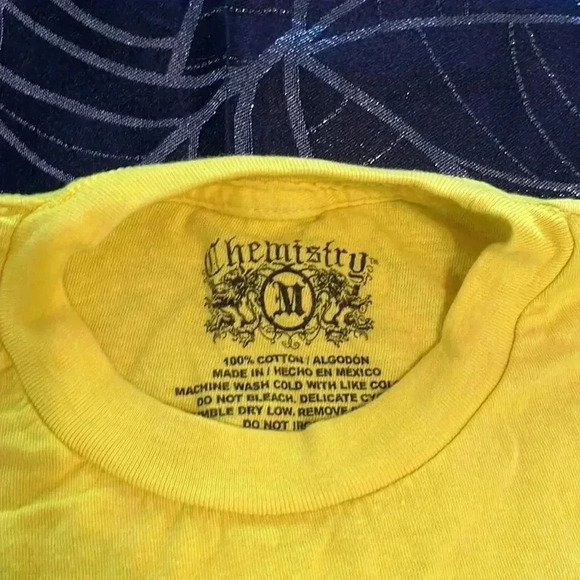 Chemistry™
M
100% COTTON / ALGODÓN
MADE IN / HECHO EN MÉXICO
MACHINE WASH COLD WITH LIKE
DO NOT BLEACH. DELICATE
DRY LOW, REMOVE
DO NOT